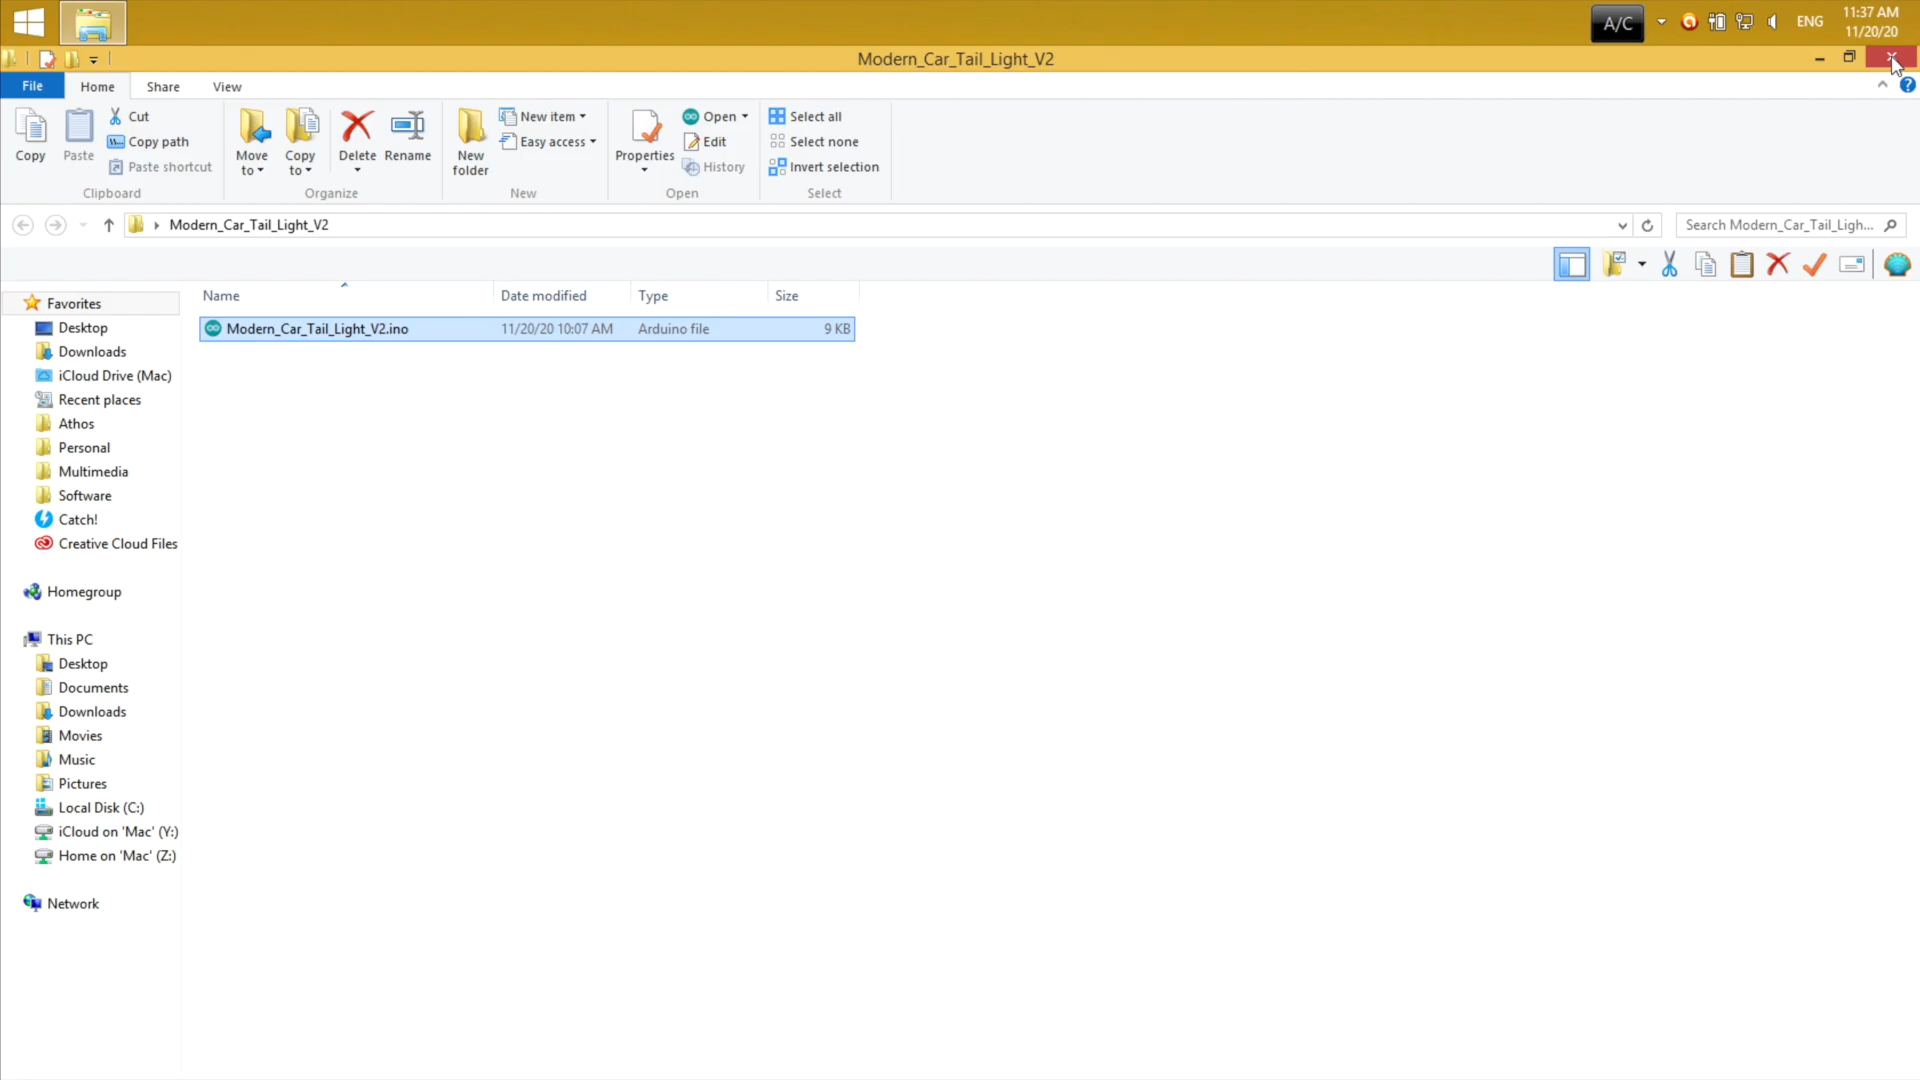 A/C
ENG
11:37 AM
11/20/20
Modern_Car_Tail_Light_V2
File
Home
Share
View
Copy
Paste
Cut
Copy path
Paste shortcut
Clipboard
Move to
Copy to
Delete
Rename
Organize
New folder
New item
Easy access
New
Properties
Open
Edit
History
Open
Select all
Select none
Invert selection
Select
Modern_Car_Tail_Light_V2
Search Modern_Car_Tail_Ligh...
Name
Date modified
Type
Size
Modern_Car_Tail_Light_V2.ino
11/20/20 10:07 AM
Arduino file
9 KB
Favorites
Desktop
Downloads
iCloud Drive (Mac)
Recent places
Athos
Personal
Multimedia
Software
Catch!
Creative Cloud Files
Homegroup
This PC
Desktop
Documents
Downloads
Movies
Music
Pictures
Local Disk (C:)
iCloud on 'Mac' (Y:)
Home on 'Mac' (Z:)
Network